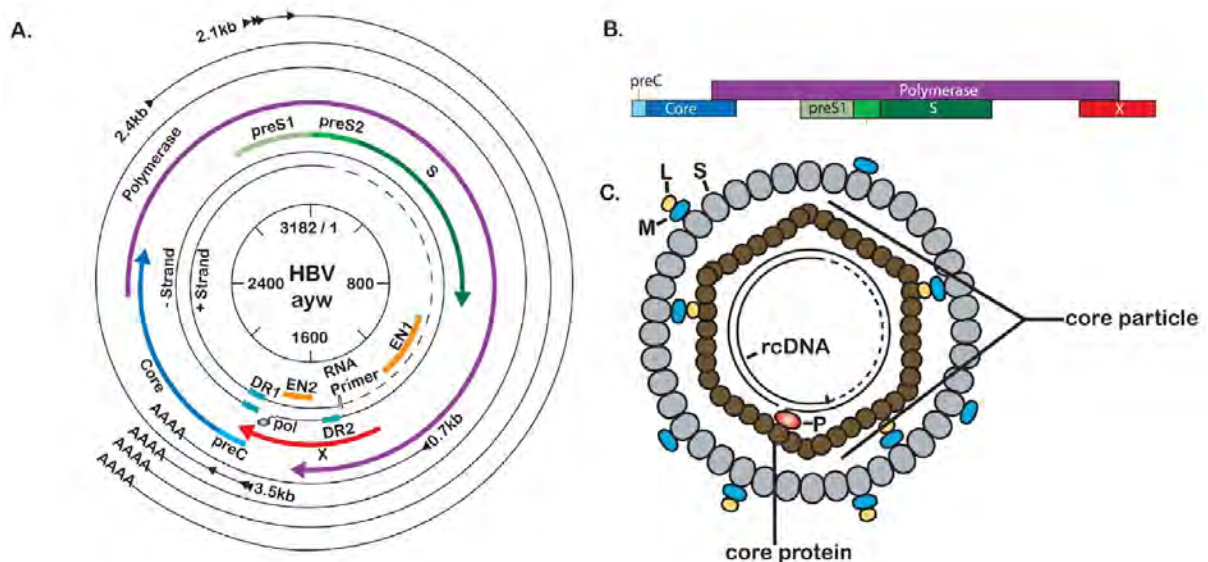 A.
2.1kb
2.4kb
Polymerase
preS1
preS2
S
- Strand
+ Strand
3182 / 1
HBV
ayw
2400
800
1600
EN1
RNA
Primer
EN2
DR1
DR2
pol
X
Core
preC
0.7kb
3.5kb
AAAA
AAAA
AAAA
AAAA
B.
preC
Polymerase
Core
preS1
S
X
C.
L
S
M
rcDNA
P
core particle
core protein